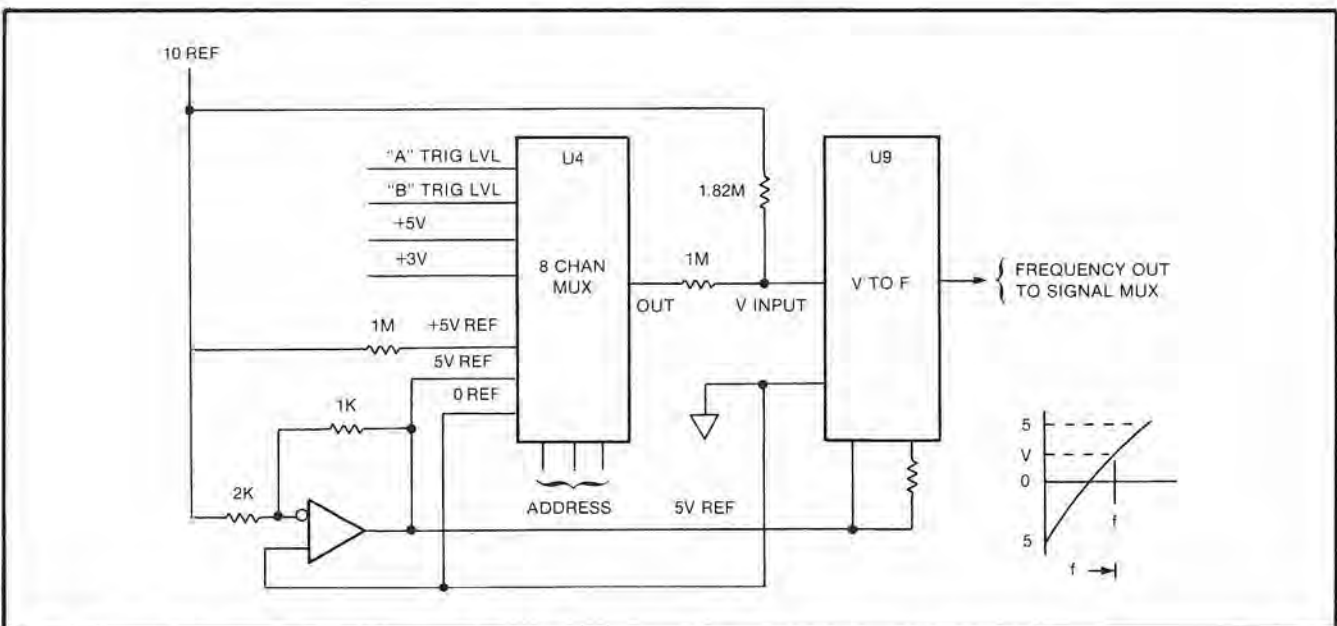 10 REF
"A" TRIG LVL
"B" TRIG LVL
+5V
+3V
U4
8 CHAN
MUX
OUT
1M
V INPUT
1.82M
U9
V TO F
FREQUENCY OUT
TO SIGNAL MUX
1M
+5V REF
5V REF
0 REF
1K
2K
ADDRESS
5V REF
5
V
0
5
f
f